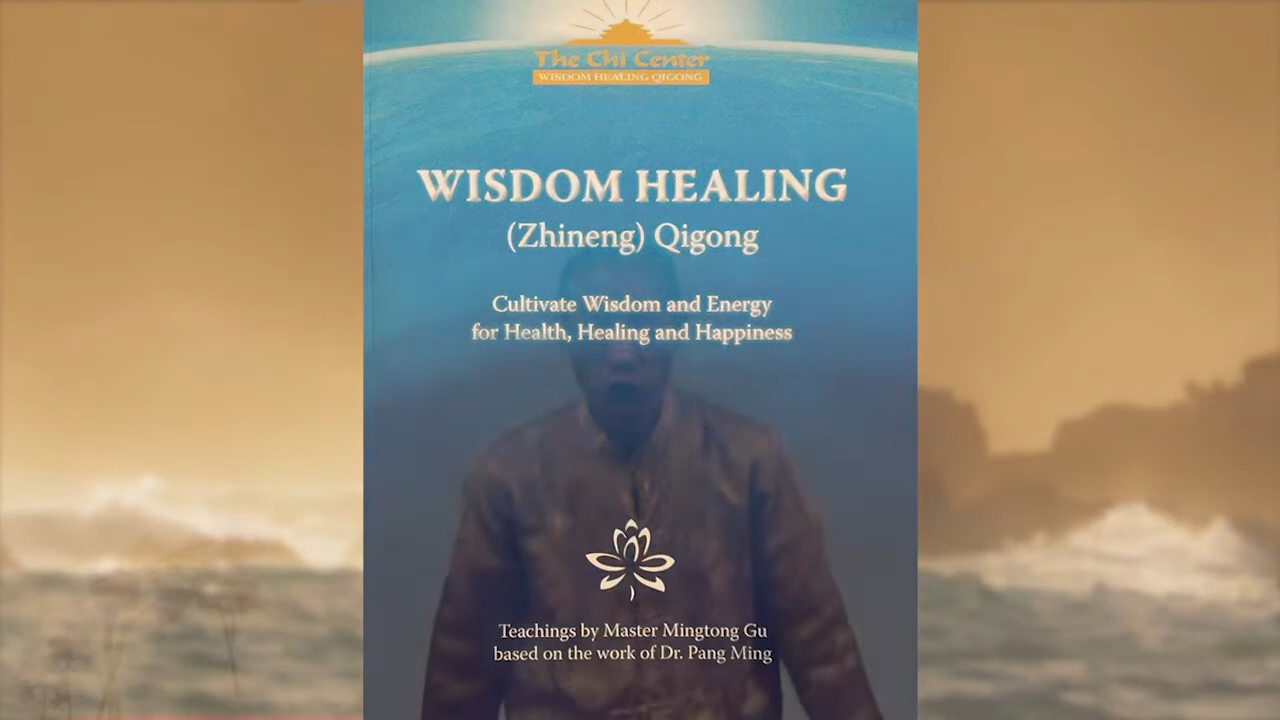 The Chi Center
WISDOM HEALING QIGONG
WISDOM HEALING
(Zhineng) Qigong
Cultivate Wisdom and Energy
for Health, Healing and Happiness
Teachings by Master Mingtong Gu
based on the work of Dr. Pang Ming